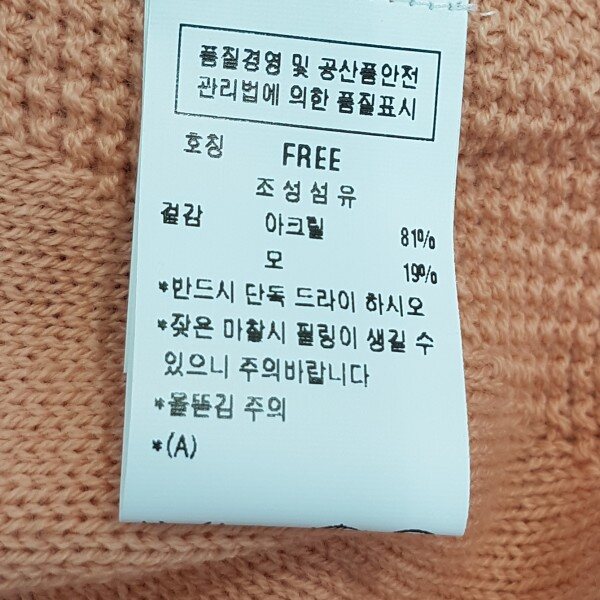 품질경영 및 공산품안전
관리법에 의한 품질표시
호칭 FREE
조성섬유
겉감 아크릴 81%
모 19%
*반드시 단독 드라이 하시오
*잦은 마찰시 필링이 생길 수
있으니 주의바랍니다
*올뜯김 주의
*(A)